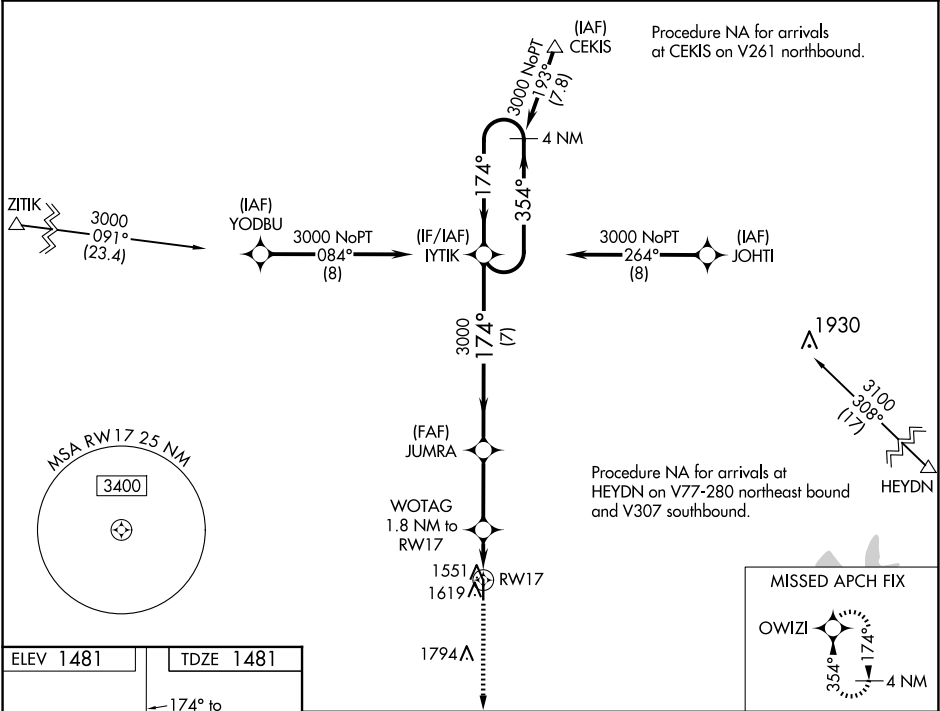 (IAF)
CEKIS
Procedure NA for arrivals
at CEKIS on V261 northbound.
3000 NoPT
193°
(7.8)
4 NM
174°
354°
ZITIK
3000
091°
(23.4)
(IAF)
YODBU
3000 NoPT
084°
(8)
(IF/IAF)
IYTIK
3000 NoPT
264°
(8)
(IAF)
JOHTI
3000
174°
(7)
1930
3100
308°
(17)
HEYDN
MSA RW17 25 NM
3400
(FAF)
JUMRA
Procedure NA for arrivals at
HEYDN on V77-280 northeast bound
and V307 southbound.
WOTAG
1.8 NM to
RW17
1551
RW17
1619
1794
MISSED APCH FIX
OWIZI
174°
354°
4 NM
ELEV 1481
TDZE 1481
174° to